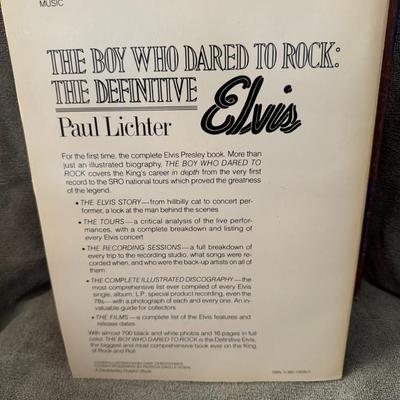 MUSIC
THE BOY WHO DARED TO ROCK:
THE DEFINITIVE Elvis
Paul Lichter
For the first time, the complete Elvis Presley book. More than
just an illustrated biography, THE BOY WHO DARED TO
ROCK covers the King's career in depth from the very first
record to the SRO national tours which proved the greatness
of the legend.
• THE ELVIS STORY—from hillbilly cat to concert per-
former, a look at the man behind the scenes
• THE TOURS—a critical analysis of the live perfor-
mances, with a complete breakdown and listing of
every Elvis concert
• THE RECORDING SESSIONS—a full breakdown of
every trip to the recording studio, what songs were re-
corded when, and who were the back-up artists on all of
them
• THE COMPLETE ILLUSTRATED DISCOGRAPHY—the
most comprehensive list ever compiled of every Elvis
single, album, L.P. special product recording, even the
78s—with a photograph of each and every one. An in-
valuable guide for collectors
• THE FILMS—a complete list of the Elvis features and
release dates
With almost 700 black and white photos and 16 pages in full
color, THE BOY WHO DARED TO ROCK is the Definitive Elvis,
the biggest and most comprehensive book ever on the King
of Rock and Roll.
A Doubleday Dolphin Book